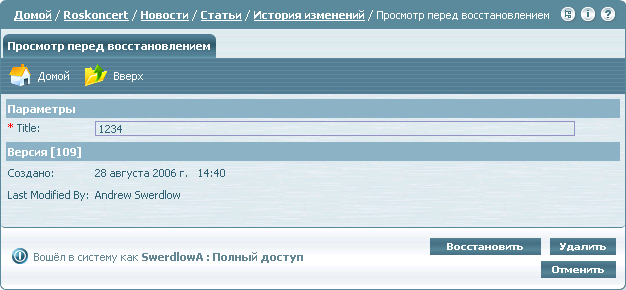 Домой / Roskoncert / Новости / Статьи / История изменений / Просмотр перед восстановлением
Просмотр перед восстановлением
Домой Вверх
Параметры
* Title: 1234
Версия [109]
Создано: 28 августа 2006 г. 14:40
Last Modified By: Andrew Swerdlow
Восстановить Удалить
Вошёл в систему как SwerdlowA : Полный доступ
Отменить